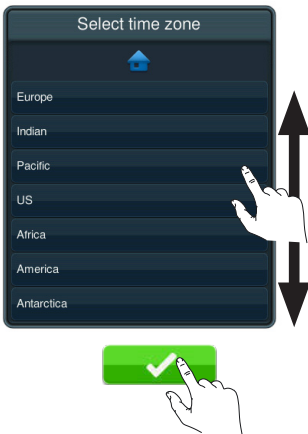 Select time zone
Europe
Indian
Pacific
US
Africa
America
Antarctica